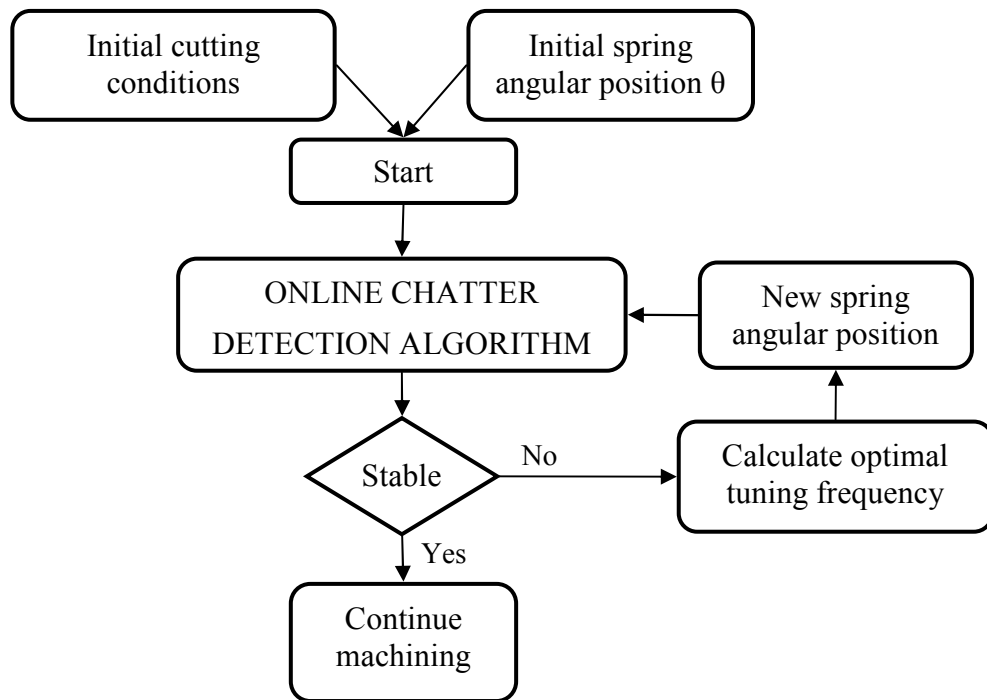 Initial cutting
conditions
Initial spring
angular position θ
Start
ONLINE CHATTER
DETECTION ALGORITHM
New spring
angular position
Stable
No
Calculate optimal
tuning frequency
Yes
Continue
machining